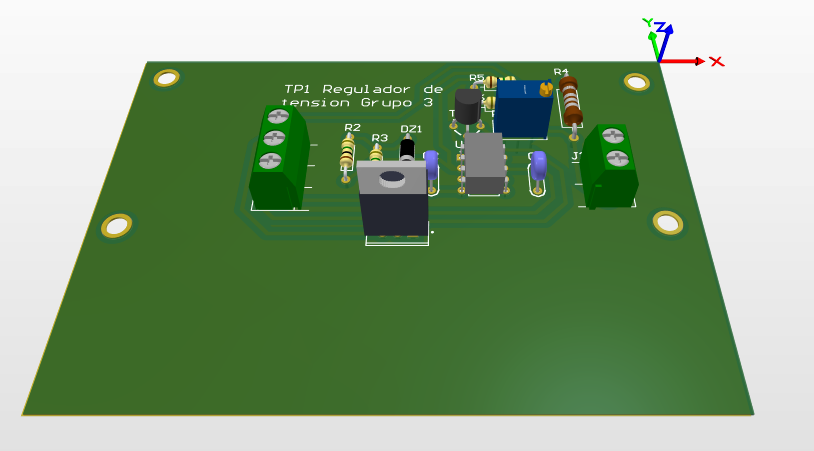 Y Z
X
R4
R5
TP1 Regulador de
tension Grupo 3
R2
R3
DZ1